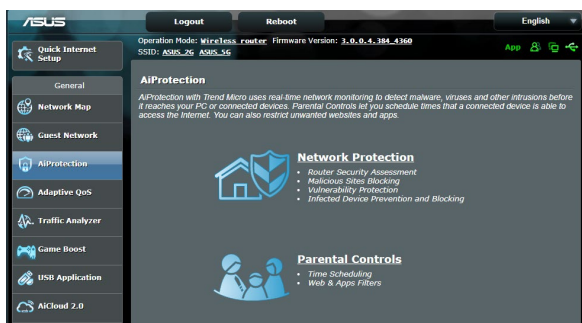 ASUS
Logout
Reboot
English
Quick Internet
Setup
Operation Mode: Wireless router Firmware Version: 3.0.0.4.384_4360
SSID: ASUS_2G ASUS_5G
App
General
Network Map
Guest Network
AiProtection
Adaptive QoS
Traffic Analyzer
Game Boost
USB Application
AiCloud 2.0
AiProtection
AiProtection with Trend Micro uses real-time network monitoring to detect malware, viruses and other intrusions before
it reaches your PC or connected devices. Parental Controls let you schedule times that a connected device is able to
access the Internet. You can also restrict unwanted websites and apps.
Network Protection
• Router Security Assessment
• Malicious Sites Blocking
• Vulnerability Protection
• Infected Device Prevention and Blocking
Parental Controls
• Time Scheduling
• Web & Apps Filters